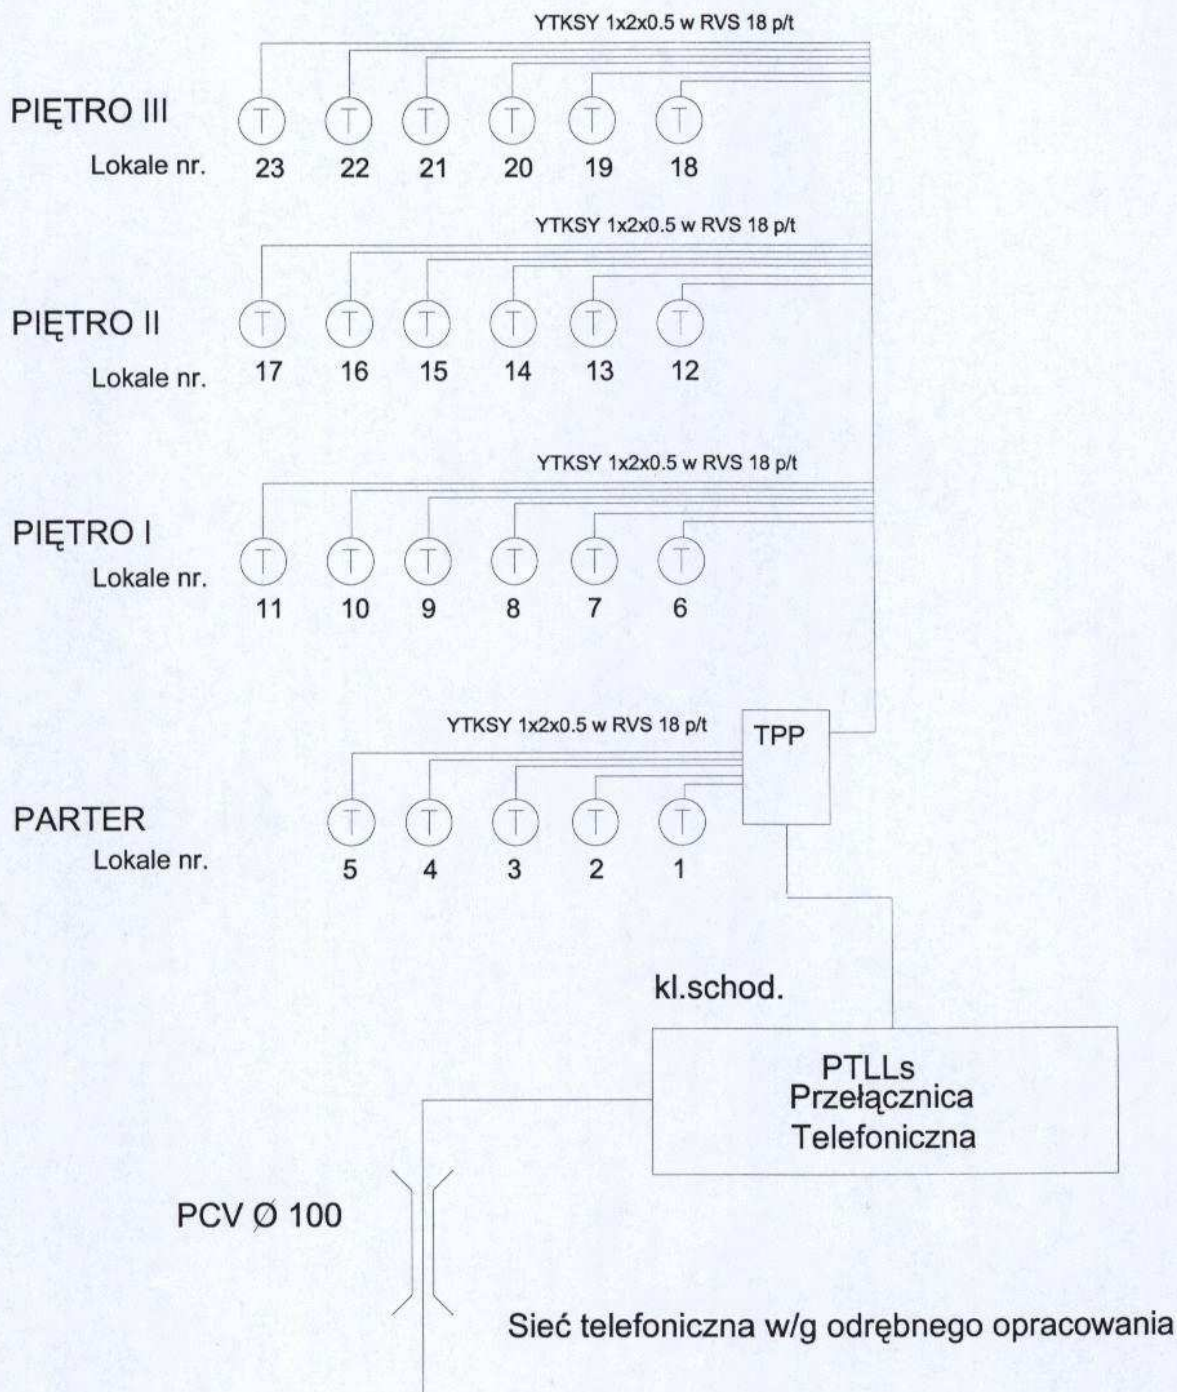 YTKSY 1x2x0.5 w RVS 18 p/t
PIĘTRO III
T T T T T T
Lokale nr. 23 22 21 20 19 18
YTKSY 1x2x0.5 w RVS 18 p/t
PIĘTRO II
T T T T T T
Lokale nr. 17 16 15 14 13 12
YTKSY 1x2x0.5 w RVS 18 p/t
PIĘTRO I
T T T T T T
Lokale nr.
11 10 9 8 7 6
YTKSY 1x2x0.5 w RVS 18 p/t
TPP
PARTER
T T T T T
Lokale nr. 5 4 3 2 1
kl.schod.
PTLLs
Przełącznica
Telefoniczna
PCV Ø 100
Sieć telefoniczna w/g odrębnego opracowania